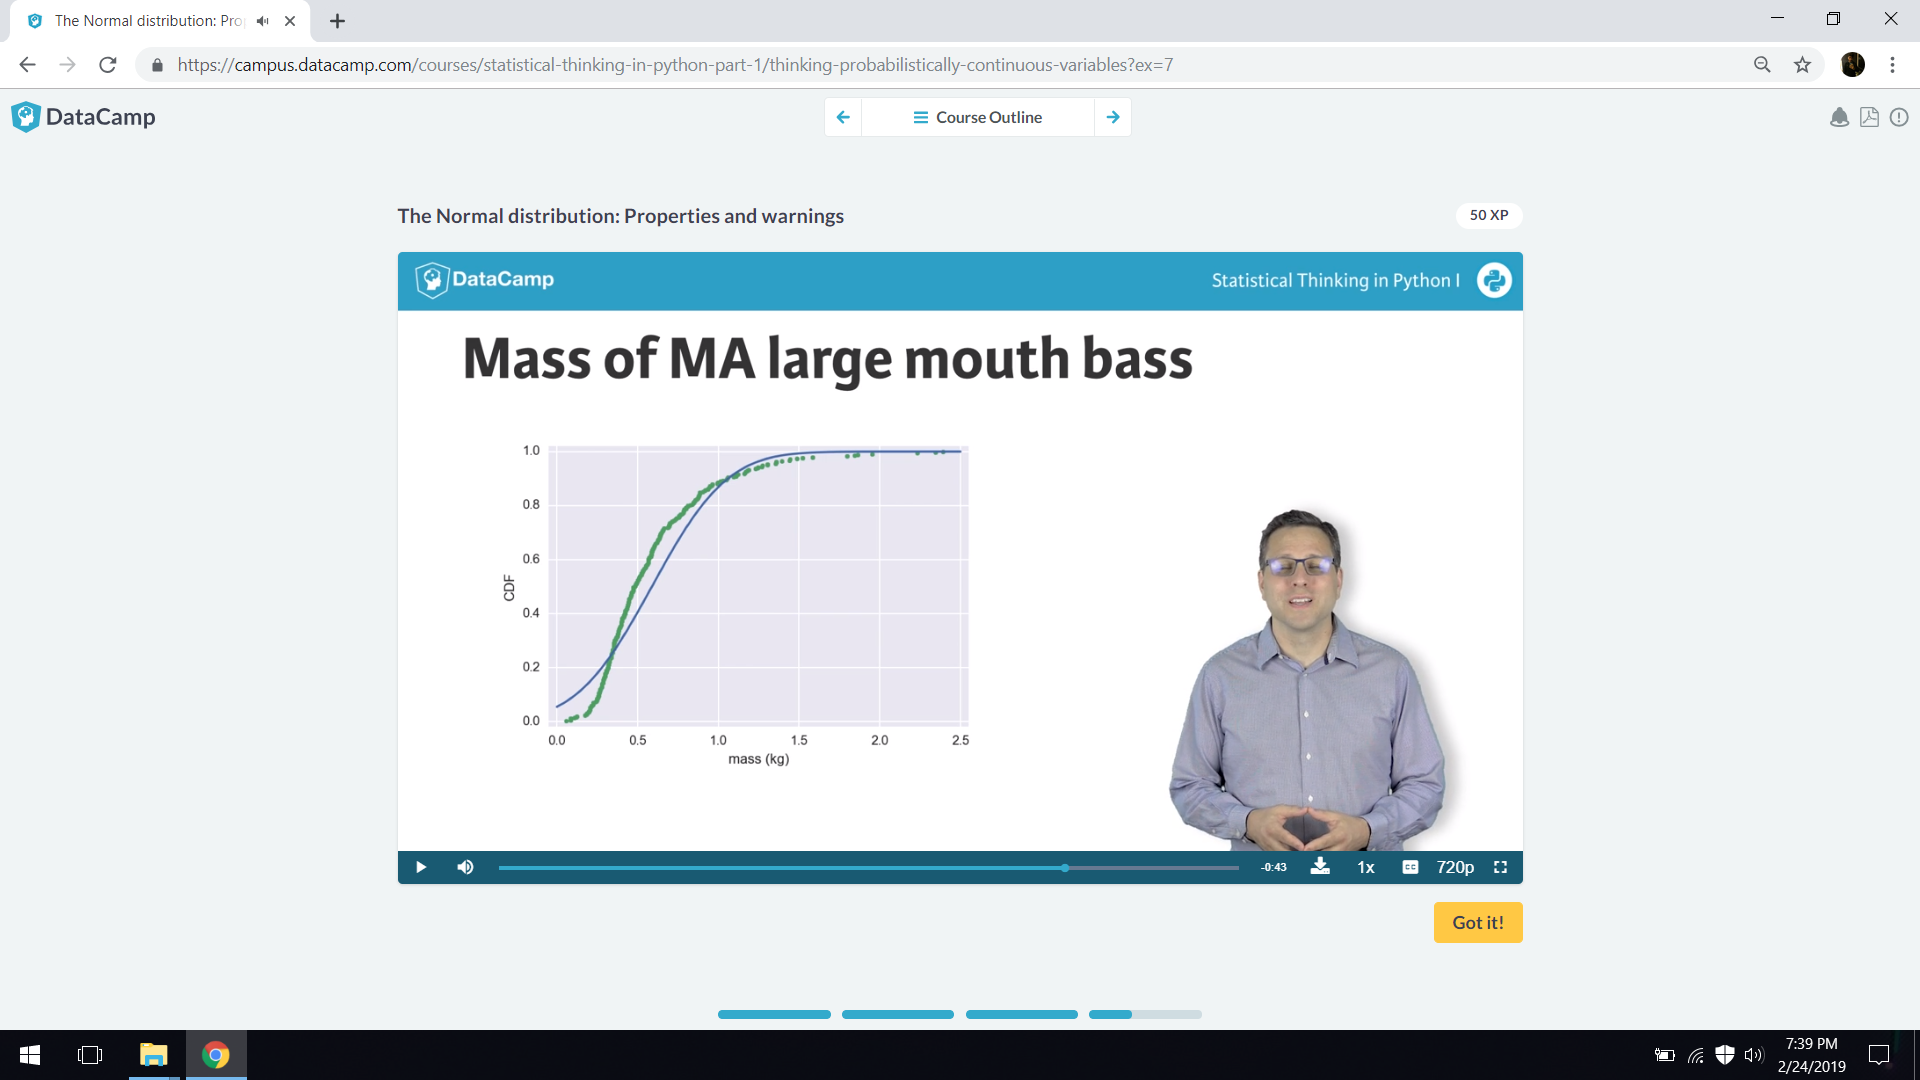 The Normal distribution: Pro
https://campus.datacamp.com/courses/statistical-thinking-in-python-part-1/thinking-probabilistically-continuous-variables?ex=7
DataCamp
Course Outline
The Normal distribution: Properties and warnings
50 XP
DataCamp
Statistical Thinking in Python I
Mass of MA large mouth bass
1.0
0.8
0.6
0.4
0.2
0.0
CDF
0.0 0.5 1.0 1.5 2.0 2.5
mass (kg)
-0:43
1x
CC
720p
Got it!
7:39 PM
2/24/2019